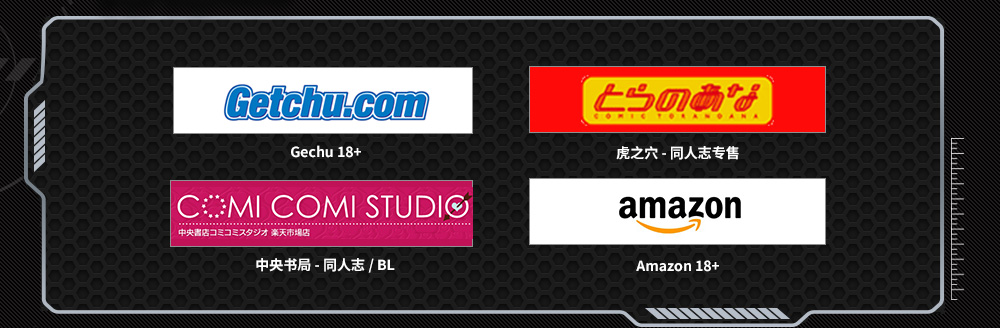 Getchu.com
とらのあな
COMIC TORANOANA
Gechu 18+
虎之穴 - 同人志专售
COMI COMI STUDIO
中央書店コミコミスタジオ 楽天市場店
amazon
中央书局 - 同人志 / BL
Amazon 18+